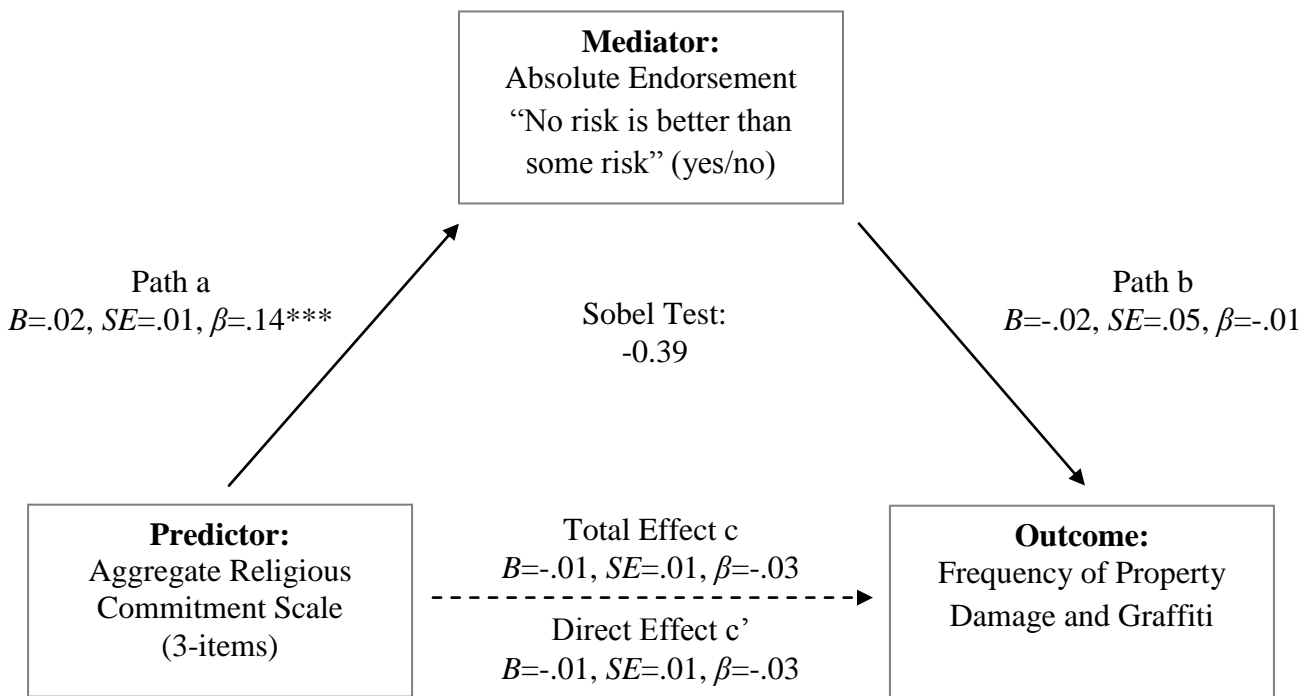 Mediator:
Absolute Endorsement
“No risk is better than
some risk” (yes/no)
Path a
B=.02, SE=.01, β=.14***
Sobel Test:
-0.39
Path b
B=-.02, SE=.05, β=-.01
Predictor:
Aggregate Religious
Commitment Scale
(3-items)
Total Effect c
B=-.01, SE=.01, β=-.03
Direct Effect c’
B=-.01, SE=.01, β=-.03
Outcome:
Frequency of Property
Damage and Graffiti